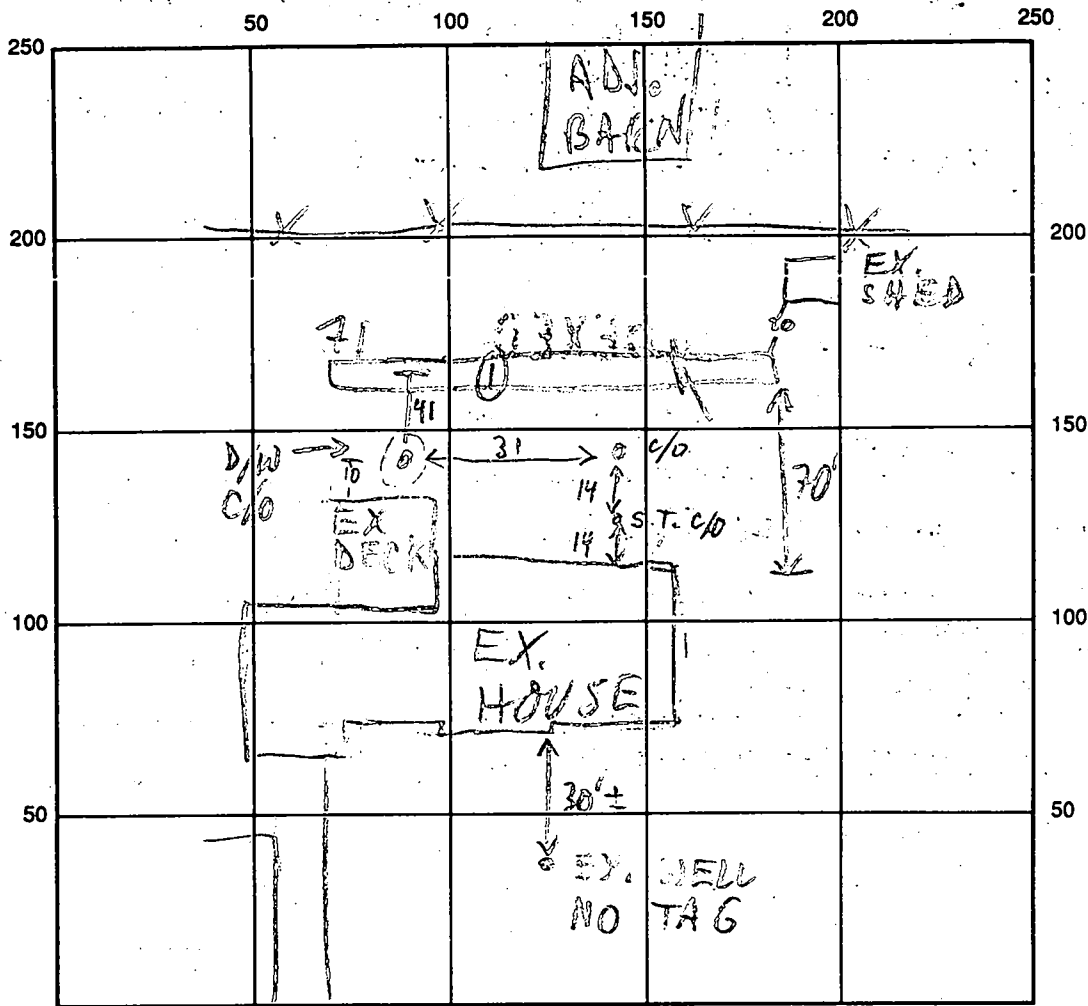 50 100 150 200 250
250
ADJ.
BARN
200 200
EX.
SHED
71
1
150 150
41
D/W
C/O
31
C/O
70'
10
14
S.T. C/O
14
EX
DECK
100 100
EX.
HOUSE
50 50
30'±
EX. WELL
NO TAG